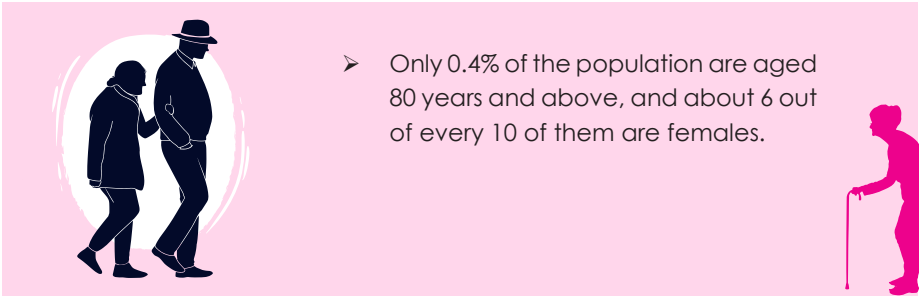 ➢ Only 0.4% of the population are aged
80 years and above, and about 6 out
of every 10 of them are females.